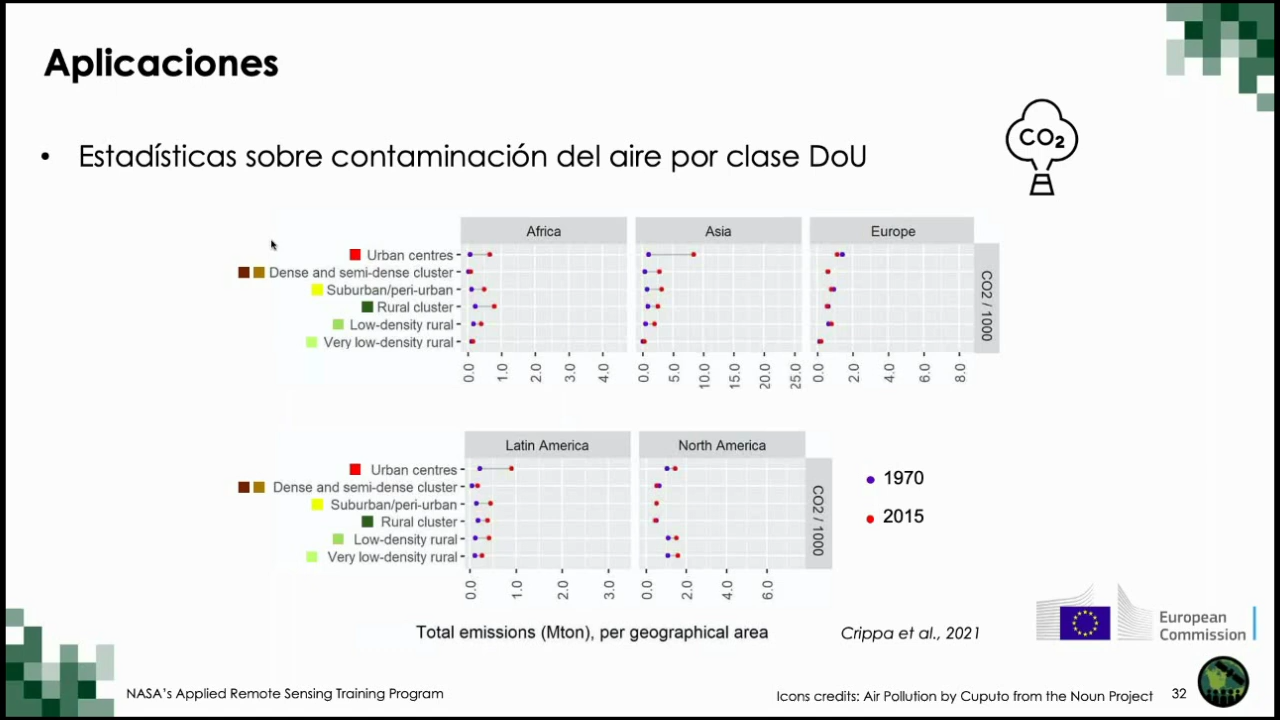 Aplicaciones
• Estadísticas sobre contaminación del aire por clase DoU
CO2
Africa
Asia
Europe
Urban centres
Dense and semi-dense cluster
Suburban/peri-urban
Rural cluster
Low-density rural
Very low-density rural
CO2 / 1000
0.0 1.0 2.0 3.0 4.0
0.0 5.0 10.0 15.0 20.0 25.0
0.0 2.0 4.0 6.0 8.0
Latin America
North America
Urban centres
Dense and semi-dense cluster
Suburban/peri-urban
Rural cluster
Low-density rural
Very low-density rural
CO2 / 1000
0.0 1.0 2.0 3.0
0.0 2.0 4.0 6.0
1970
2015
Total emissions (Mton), per geographical area
Crippa et al., 2021
European
Commission
NASA's Applied Remote Sensing Training Program
Icons credits: Air Pollution by Cuputo from the Noun Project
32